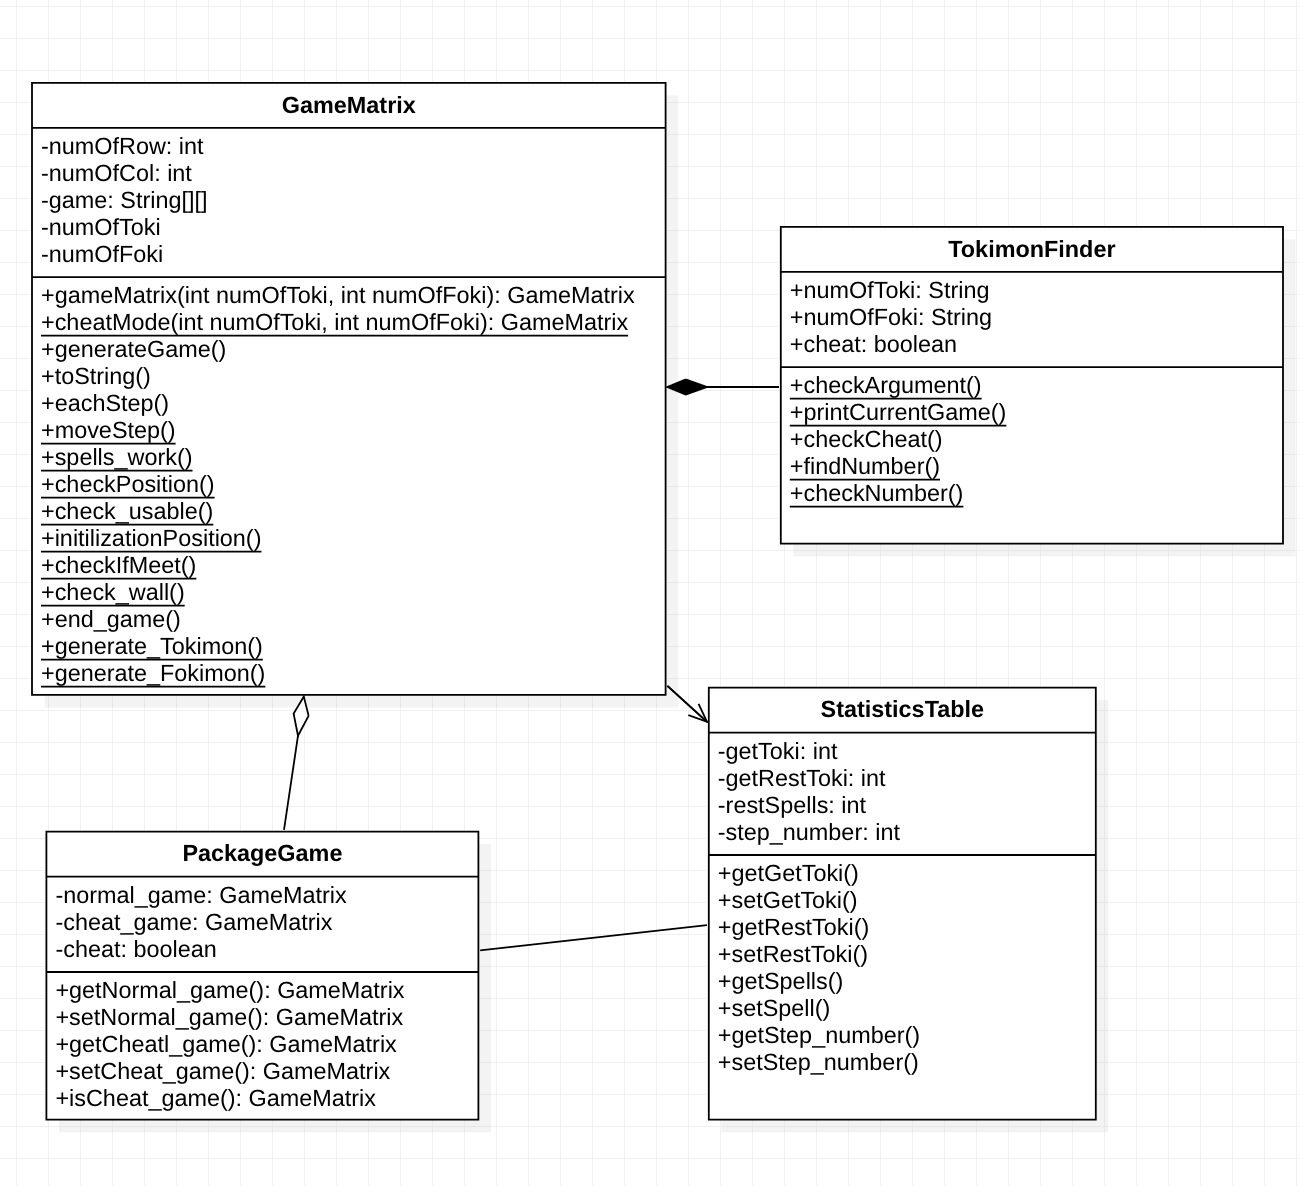 GameMatrix
-numOfRow: int
-numOfCol: int
-game: String[][]
-numOfToki
-numOfFoki
+gameMatrix(int numOfToki, int numOfFoki): GameMatrix
+cheatMode(int numOfToki, int numOfFoki): GameMatrix
+generateGame()
+toString()
+eachStep()
+moveStep()
+spells_work()
+checkPosition()
+check_usable()
+initilizationPosition()
+checkIfMeet()
+check_wall()
+end_game()
+generate_Tokimon()
+generate_Fokimon()
TokimonFinder
+numOfToki: String
+numOfFoki: String
+cheat: boolean
+checkArgument()
+printCurrentGame()
+checkCheat()
+findNumber()
+checkNumber()
PackageGame
-normal_game: GameMatrix
-cheat_game: GameMatrix
-cheat: boolean
+getNormal_game(): GameMatrix
+setNormal_game(): GameMatrix
+getCheatl_game(): GameMatrix
+setCheat_game(): GameMatrix
+isCheat_game(): GameMatrix
StatisticsTable
-getToki: int
-getRestToki: int
-restSpells: int
-step_number: int
+getGetToki()
+setGetToki()
+getRestToki()
+setRestToki()
+getSpells()
+setSpell()
+getStep_number()
+setStep_number()